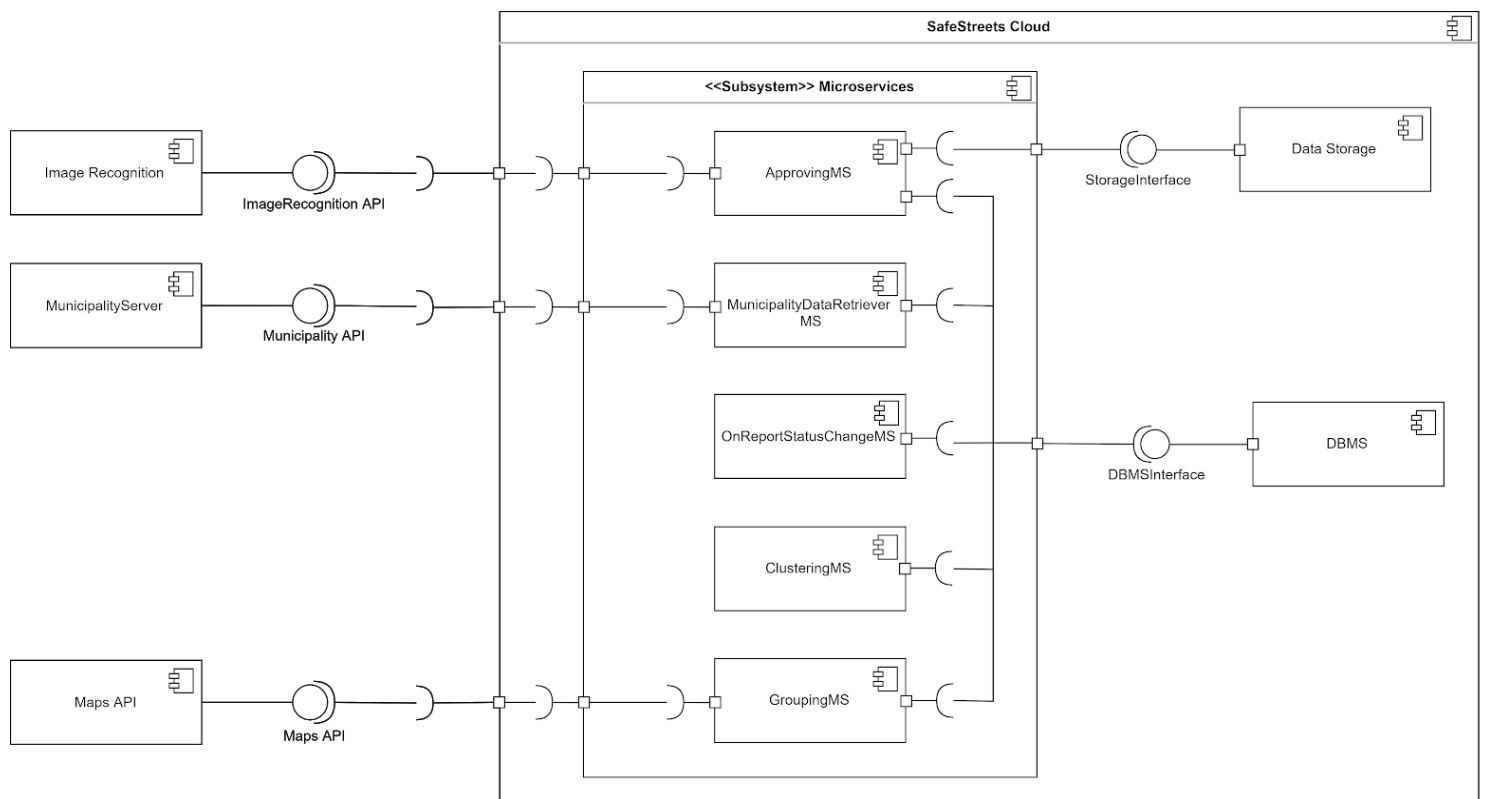 SafeStreets Cloud
<<Subsystem>> Microservices
Image Recognition
ImageRecognition API
ApprovingMS
StorageInterface
Data Storage
MunicipalityServer
Municipality API
MunicipalityDataRetriever
MS
OnReportStatusChangeMS
DBMSInterface
DBMS
ClusteringMS
Maps API
Maps API
GroupingMS